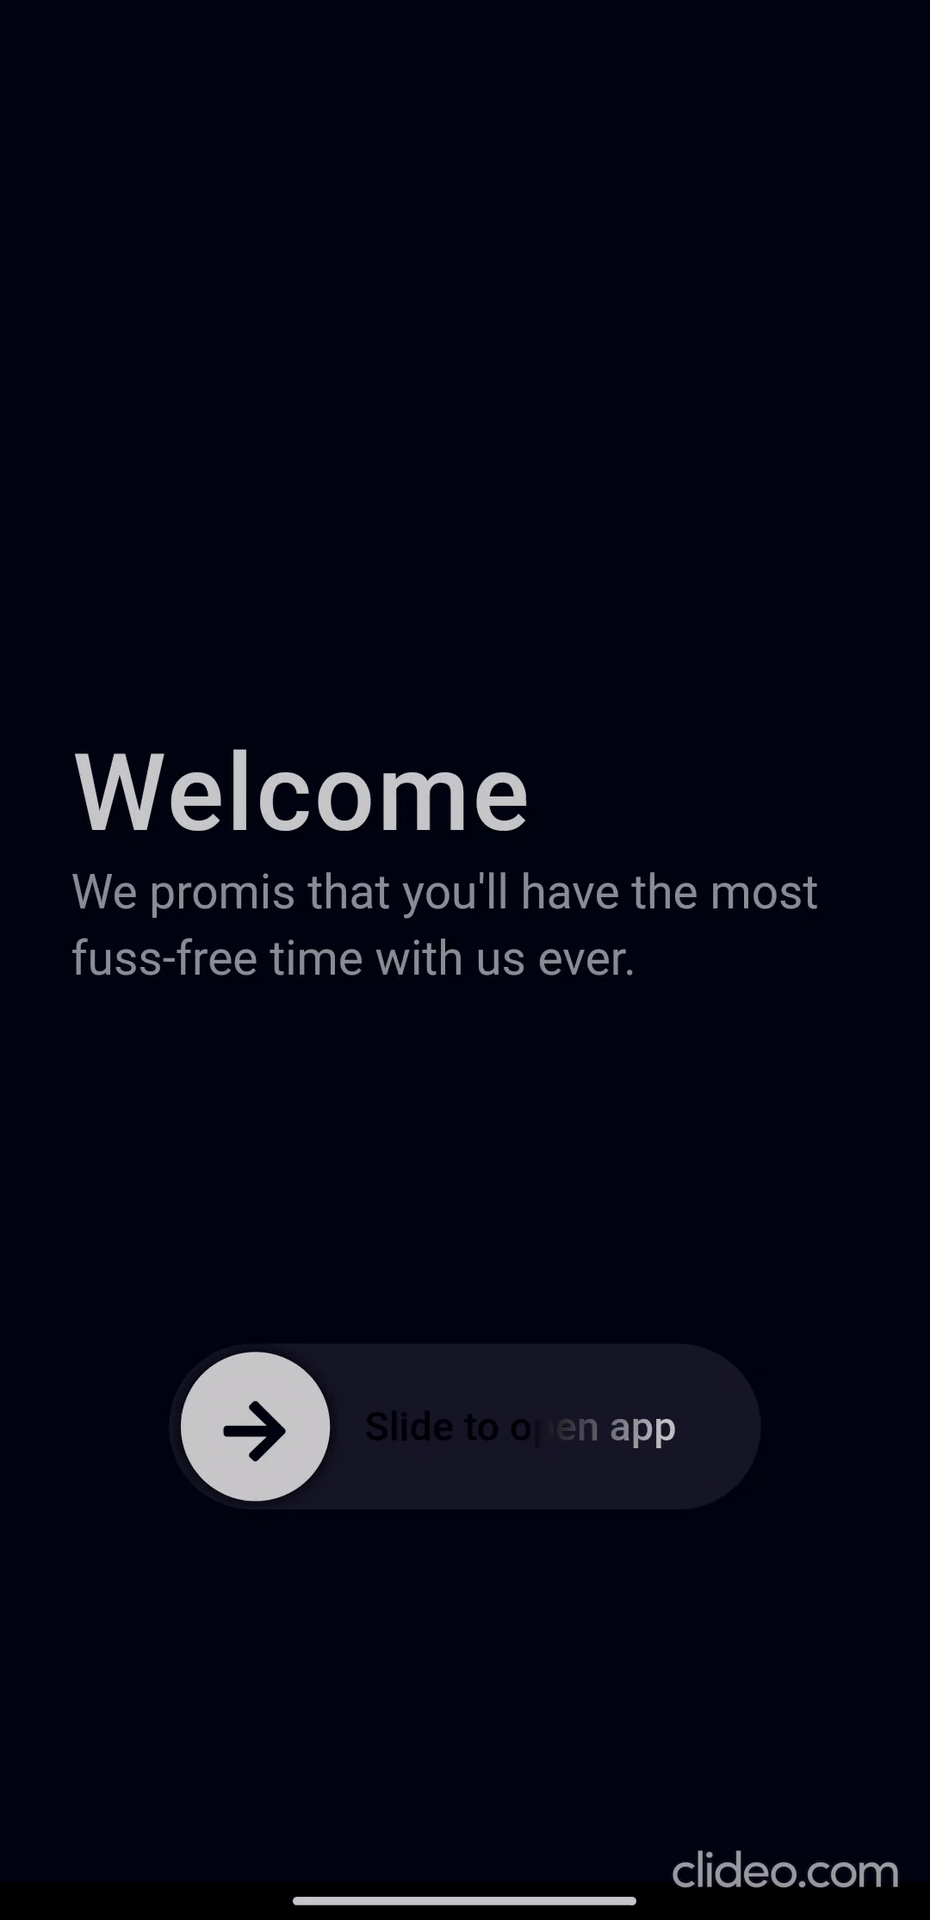 Welcome
We promis that you'll have the most
fuss-free time with us ever.
Slide to open app
clideo.com